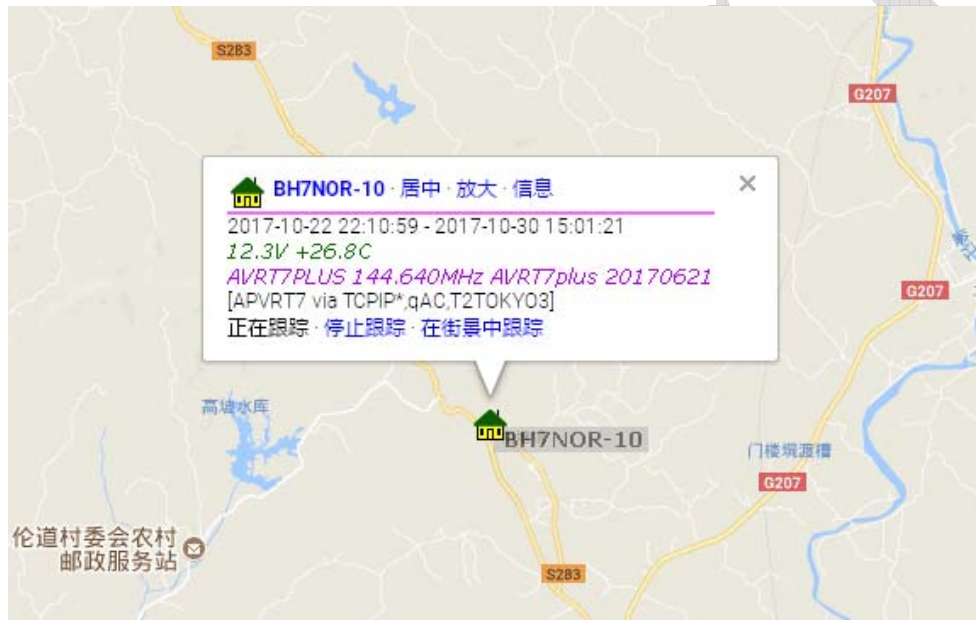 S283
G207
BH7NOR-10 · 居中 · 放大 · 信息
2017-10-22 22:10:59 - 2017-10-30 15:01:21
12.3V +26.8C
AVRT7PLUS 144.640MHz AVRT7plus 20170621
[APVRT7 via TCPIP*,qAC,T2TOKYO3]
正在跟踪 · 停止跟踪 · 在街景中跟踪
G207
高坡水库
BH7NOR-10
门楼垌渡槽
G207
伦道村委会农村
邮政服务站
S283